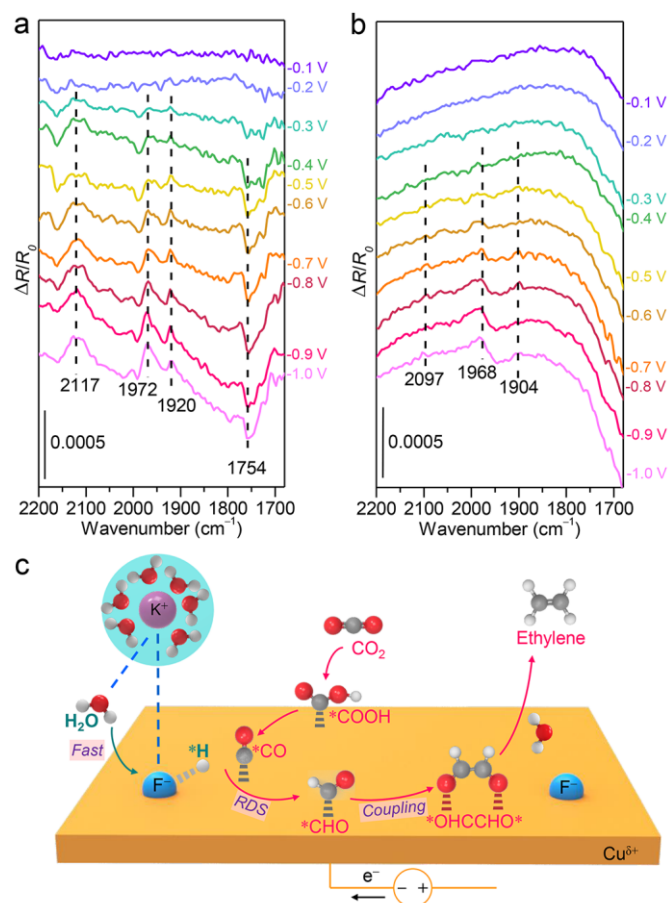 a
-0.1 V
-0.2 V
-0.3 V
-0.4 V
-0.5 V
-0.6 V
-0.7 V
-0.8 V
-0.9 V
-1.0 V
2117
1972
1920
1754
0.0005
ΔR/R₀
2200 2100 2000 1900 1800 1700
Wavenumber (cm⁻¹)
b
-0.1 V
-0.2 V
-0.3 V
-0.4 V
-0.5 V
-0.6 V
-0.7 V
-0.8 V
-0.9 V
-1.0 V
2097
1968
1904
0.0005
ΔR/R₀
2200 2100 2000 1900 1800 1700
Wavenumber (cm⁻¹)
c
K⁺
H₂O
Fast
F⁻
*H
CO₂
*COOH
*CO
RDS
*CHO
Coupling
*OHCCHO*
Ethylene
F⁻
Cuᵟ⁺
e⁻
− +